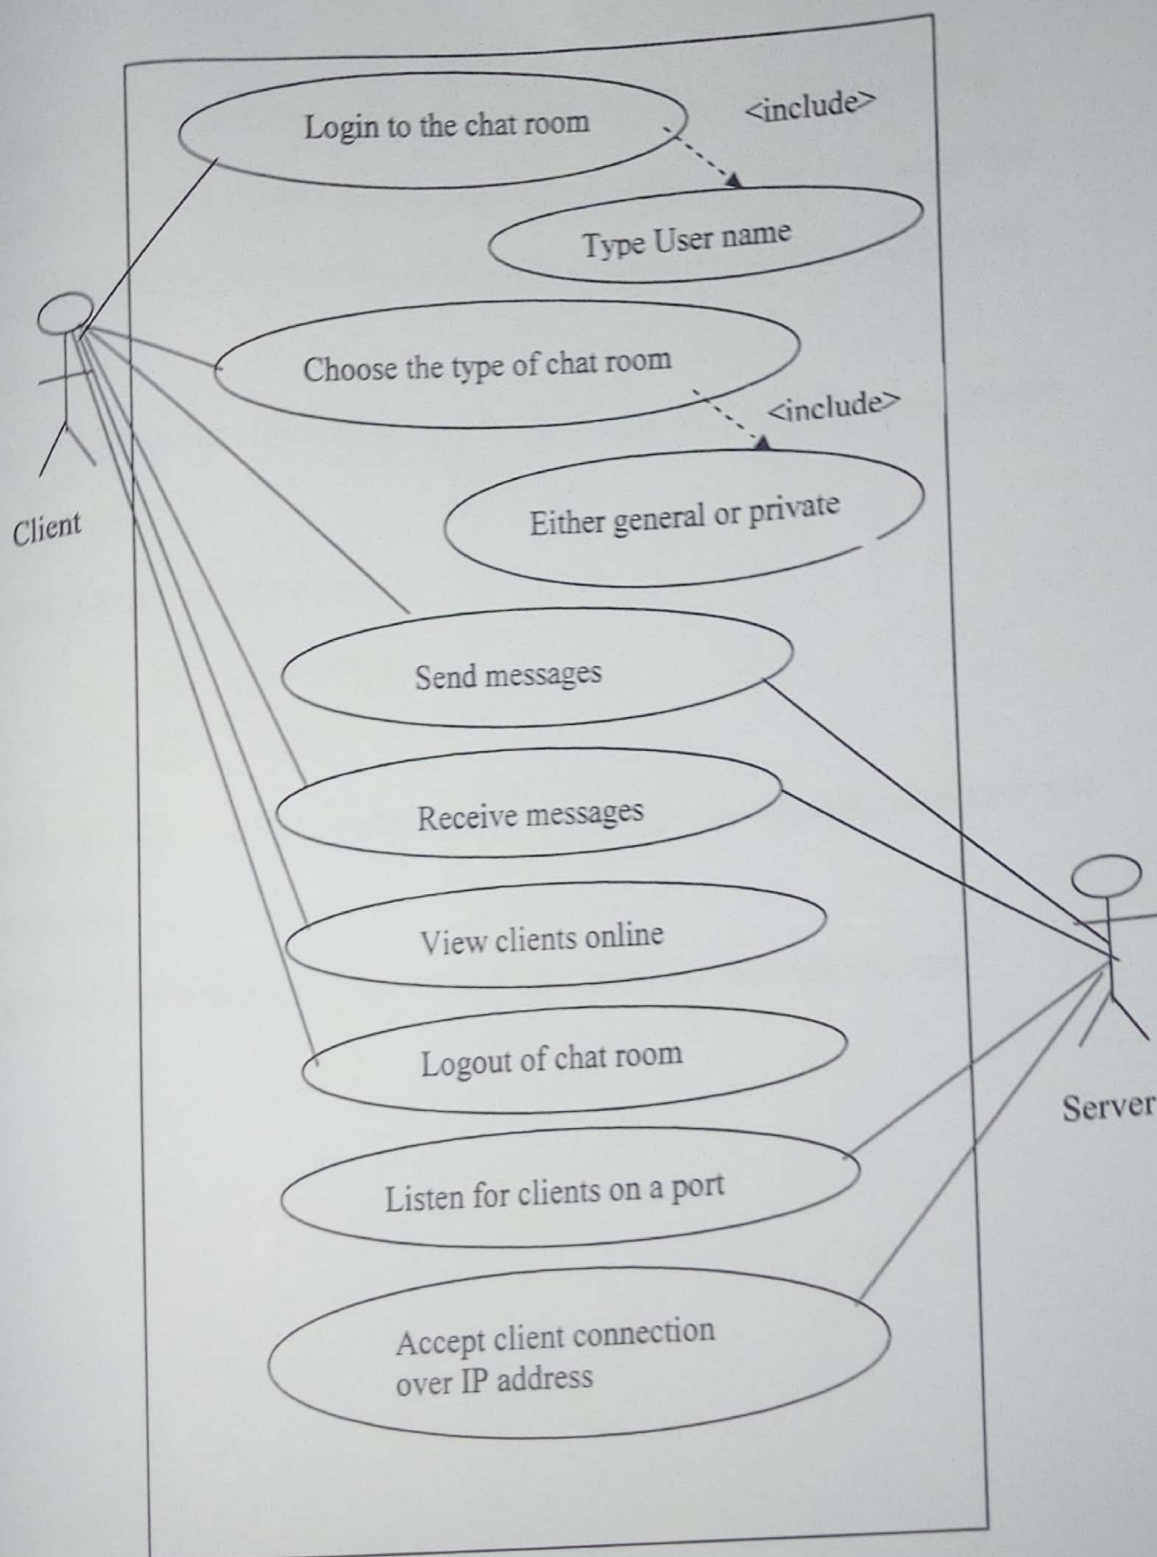 Login to the chat room
<include>
Type User name
Choose the type of chat room
<include>
Either general or private
Client
Send messages
Receive messages
View clients online
Logout of chat room
Server
Listen for clients on a port
Accept client connection
over IP address